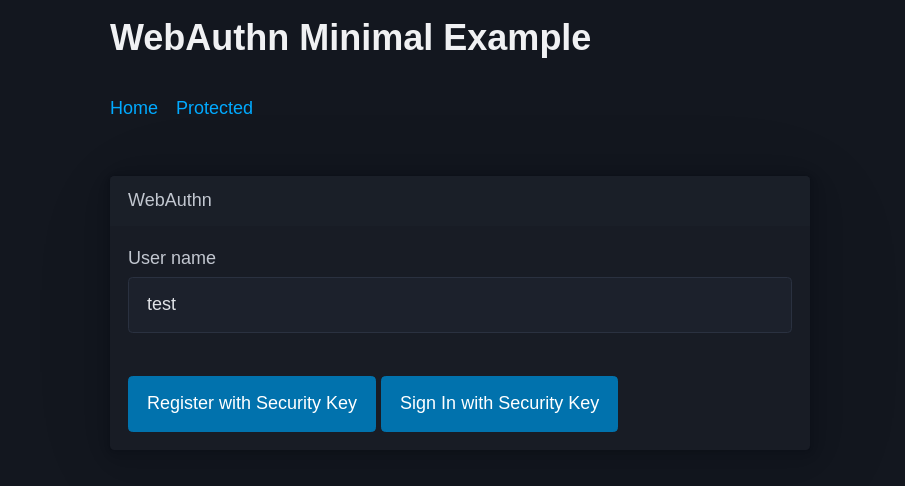 WebAuthn Minimal Example
Home Protected
WebAuthn
User name
test
Register with Security Key Sign In with Security Key